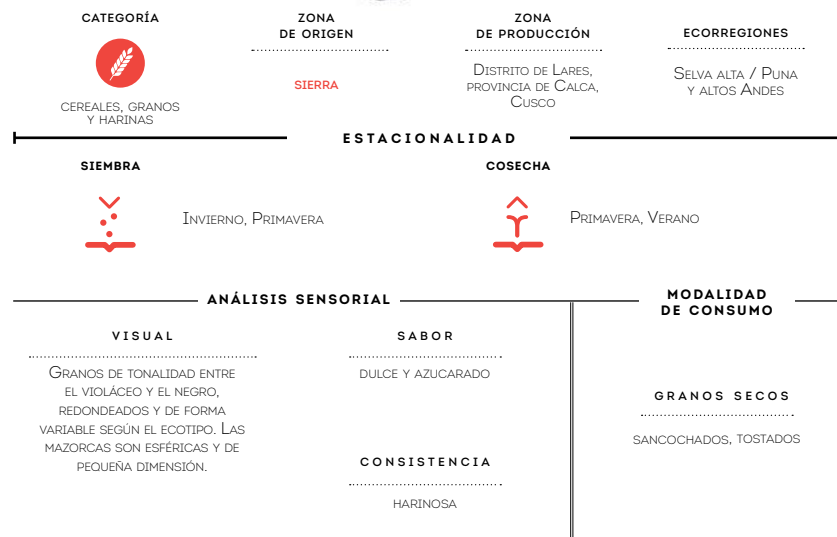 CATEGORÍA
CEREALES, GRANOS
Y HARINAS
ZONA
DE ORIGEN
SIERRA
ZONA
DE PRODUCCIÓN
Distrito de Lares,
provincia de Calca,
Cusco
ECORREGIONES
Selva alta / Puna
y altos Andes
ESTACIONALIDAD
SIEMBRA
Invierno, Primavera
COSECHA
Primavera, Verano
ANÁLISIS SENSORIAL
VISUAL
Granos de tonalidad entre
el violáceo y el negro,
redondeados y de forma
variable según el ecotipo. Las
mazorcas son esféricas y de
pequeña dimensión.
SABOR
DULCE Y AZUCARADO
CONSISTENCIA
HARINOSA
MODALIDAD
DE CONSUMO
GRANOS SECOS
SANCOCHADOS, TOSTADOS